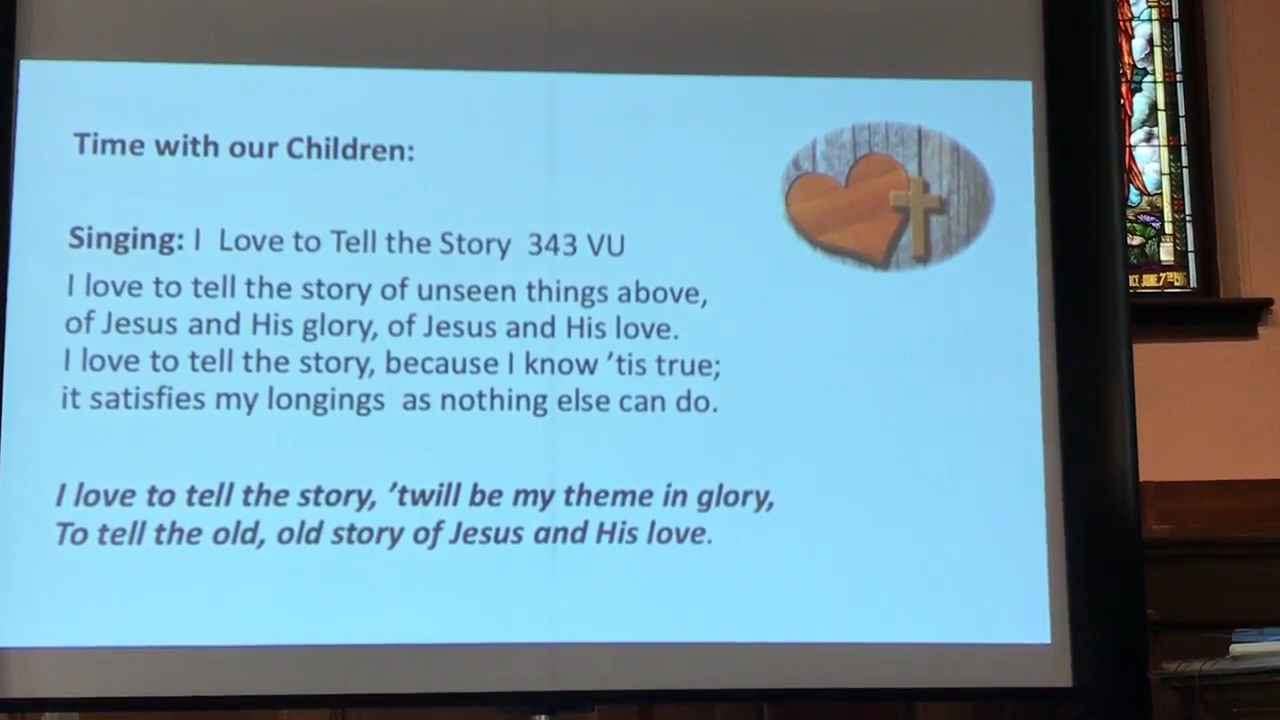 Time with our Children:
Singing: I Love to Tell the Story 343 VU
I love to tell the story of unseen things above,
of Jesus and His glory, of Jesus and His love.
I love to tell the story, because I know ’tis true;
it satisfies my longings as nothing else can do.
I love to tell the story, ’twill be my theme in glory,
To tell the old, old story of Jesus and His love.
JUNE 7TH